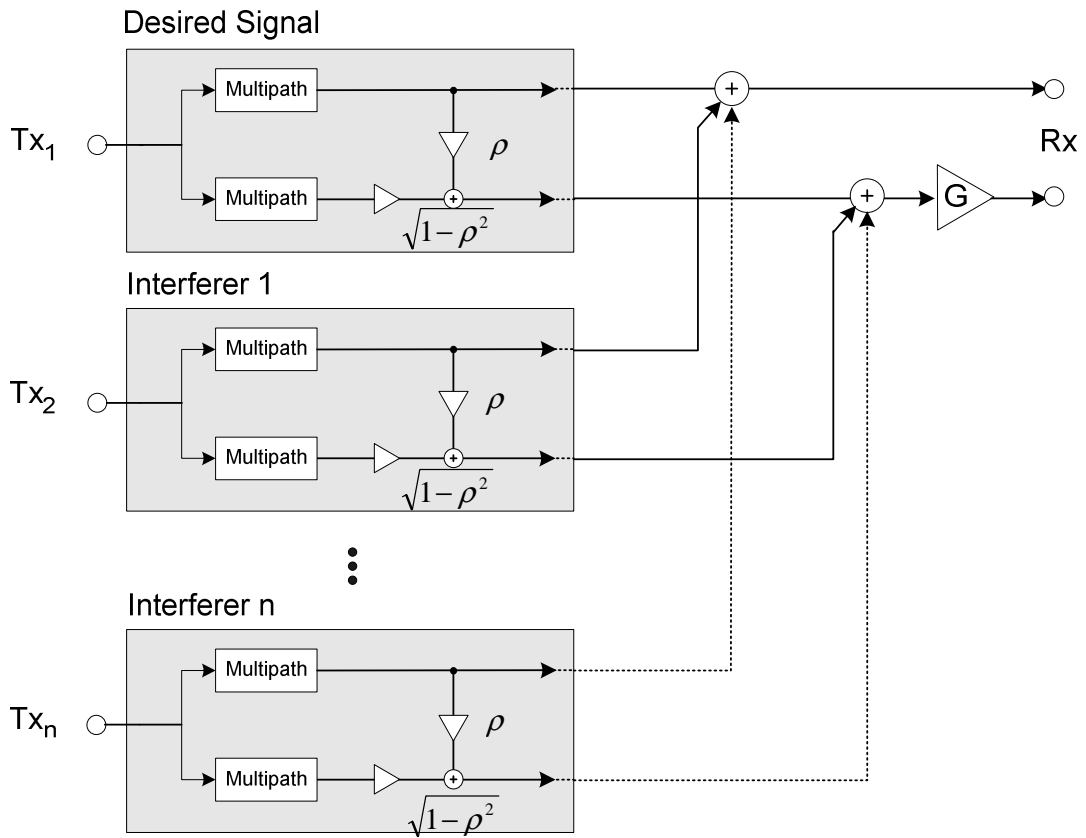 Desired Signal
Tx₁
Multipath
ρ
Multipath
√1−ρ²
+
+
+
G
Rx
Interferer 1
Tx₂
Multipath
ρ
Multipath
+
√1−ρ²
Interferer n
Txₙ
Multipath
ρ
Multipath
+
√1−ρ²